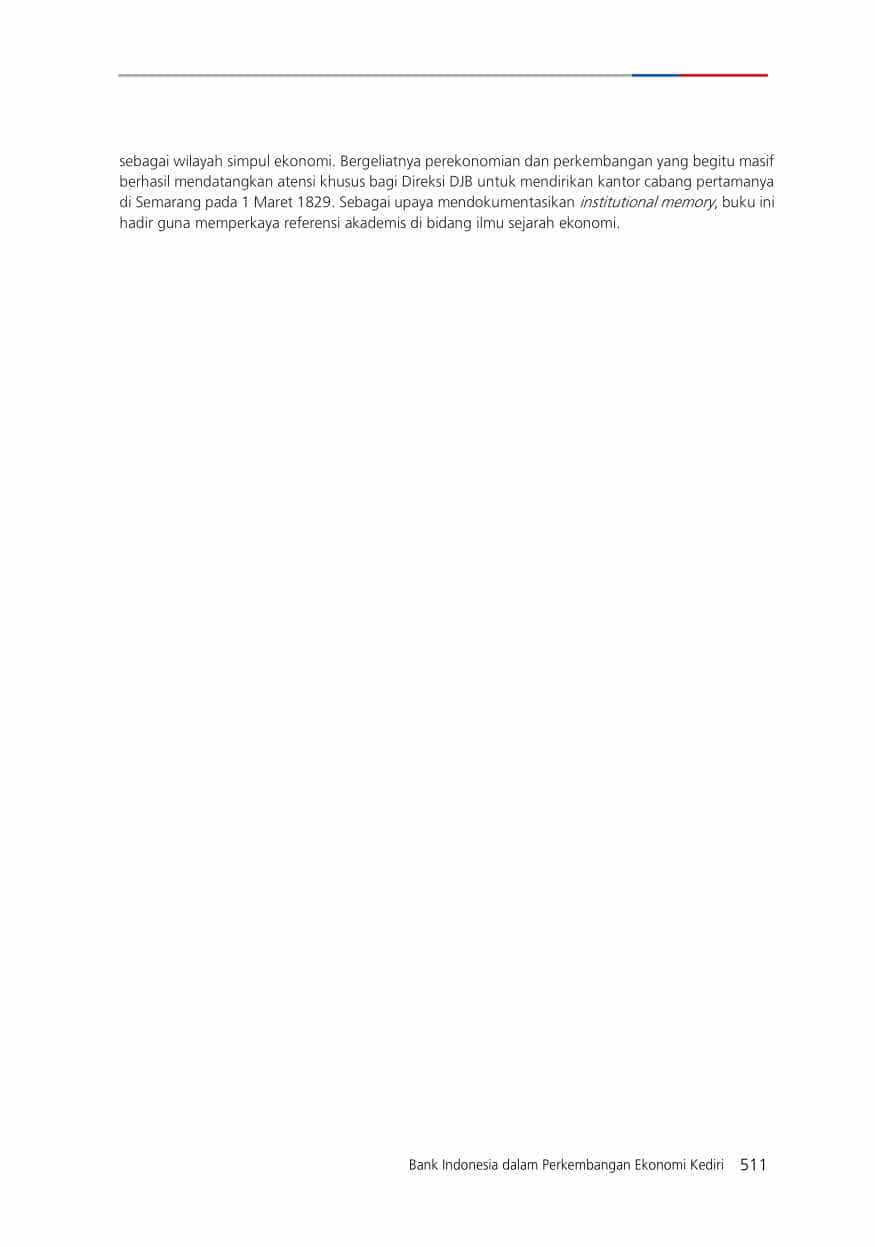 sebagai wilayah simpul ekonomi. Bergeliatnya perekonomian dan perkembangan yang begitu masif
berhasil mendatangkan atensi khusus bagi Direksi DJB untuk mendirikan kantor cabang pertamanya
di Semarang pada 1 Maret 1829. Sebagai upaya mendokumentasikan institutional memory, buku ini
hadir guna memperkaya referensi akademis di bidang ilmu sejarah ekonomi.
Bank Indonesia dalam Perkembangan Ekonomi Kediri 511